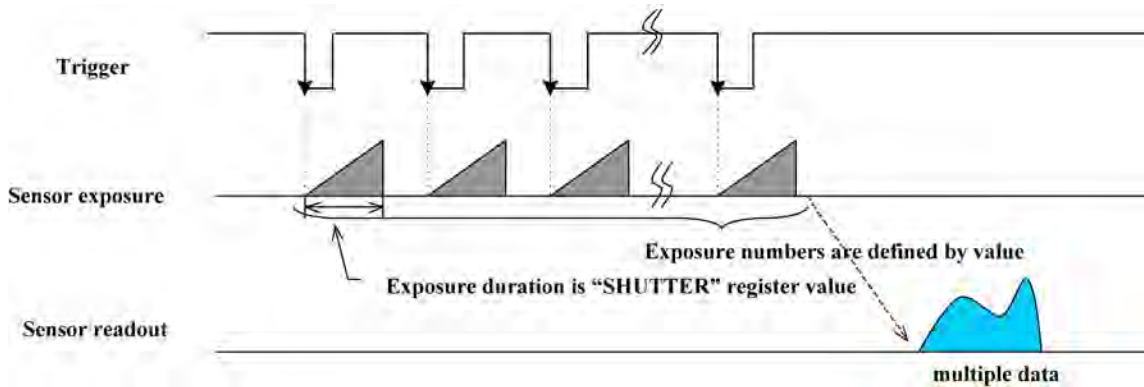 Trigger
Sensor exposure
Exposure numbers are defined by value
Exposure duration is “SHUTTER” register value
Sensor readout
multiple data